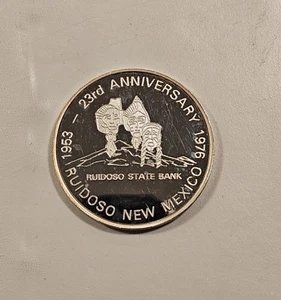 1953 - 23rd ANNIVERSARY 1976
RUIDOSO STATE BANK
RUIDOSO NEW MEXICO